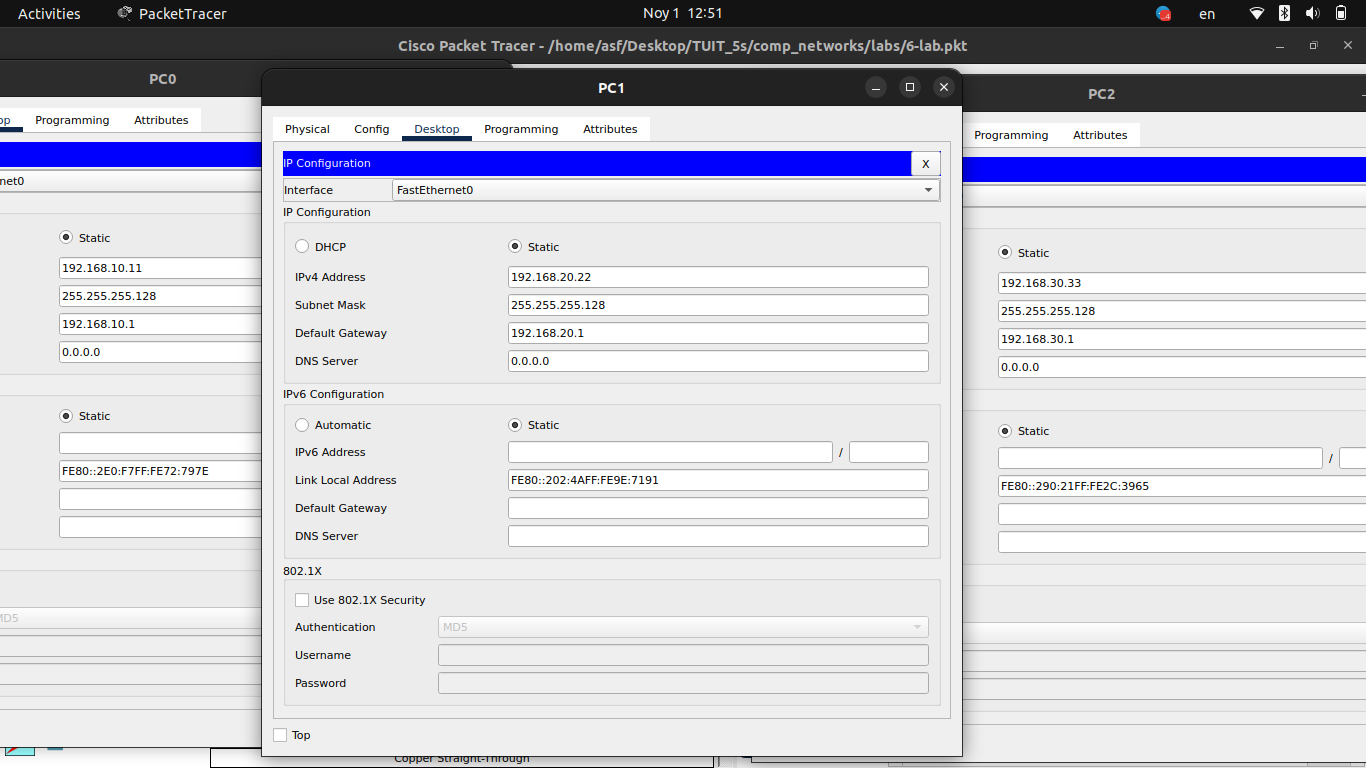 Activities PacketTracer Noy 1 12:51 en
Cisco Packet Tracer - /home/asf/Desktop/TUIT_5s/comp_networks/labs/6-lab.pkt
PC0
op Programming Attributes
net0
Static
192.168.10.11
255.255.255.128
192.168.10.1
0.0.0.0
Static
FE80::2E0:F7FF:FE72:797E
MD5
PC1
Physical Config Desktop Programming Attributes
IP Configuration X
Interface FastEthernet0
IP Configuration
DHCP Static
IPv4 Address 192.168.20.22
Subnet Mask 255.255.255.128
Default Gateway 192.168.20.1
DNS Server 0.0.0.0
IPv6 Configuration
Automatic Static
IPv6 Address /
Link Local Address FE80::202:4AFF:FE9E:7191
Default Gateway
DNS Server
802.1X
Use 802.1X Security
Authentication MD5
Username
Password
Top
PC2
Programming Attributes
Static
192.168.30.33
255.255.255.128
192.168.30.1
0.0.0.0
Static
/
FE80::290:21FF:FE2C:3965
Copper Straight-Through